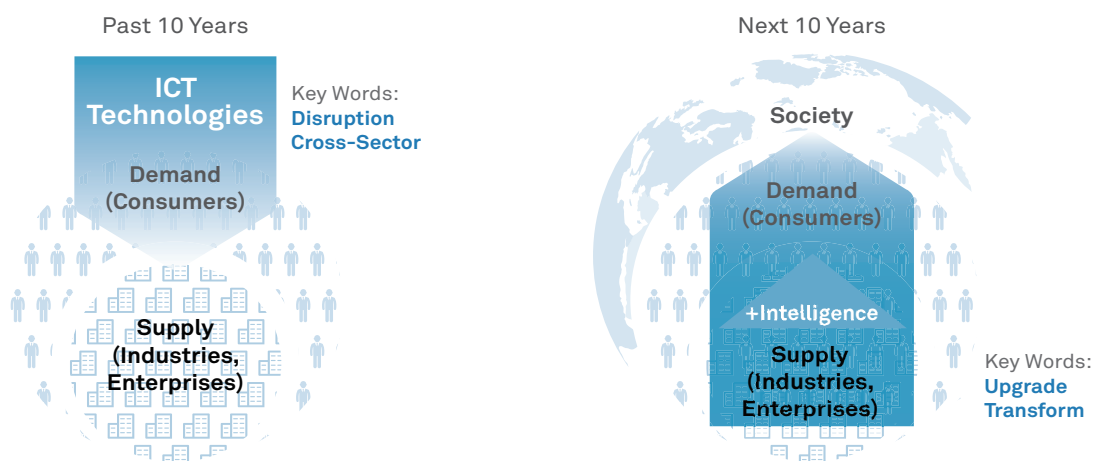 Past 10 Years
ICT
Technologies
Key Words:
Disruption
Cross-Sector
Demand
(Consumers)
Supply
(Industries,
Enterprises)
Next 10 Years
Society
Demand
(Consumers)
+Intelligence
Supply
(Industries,
Enterprises)
Key Words:
Upgrade
Transform